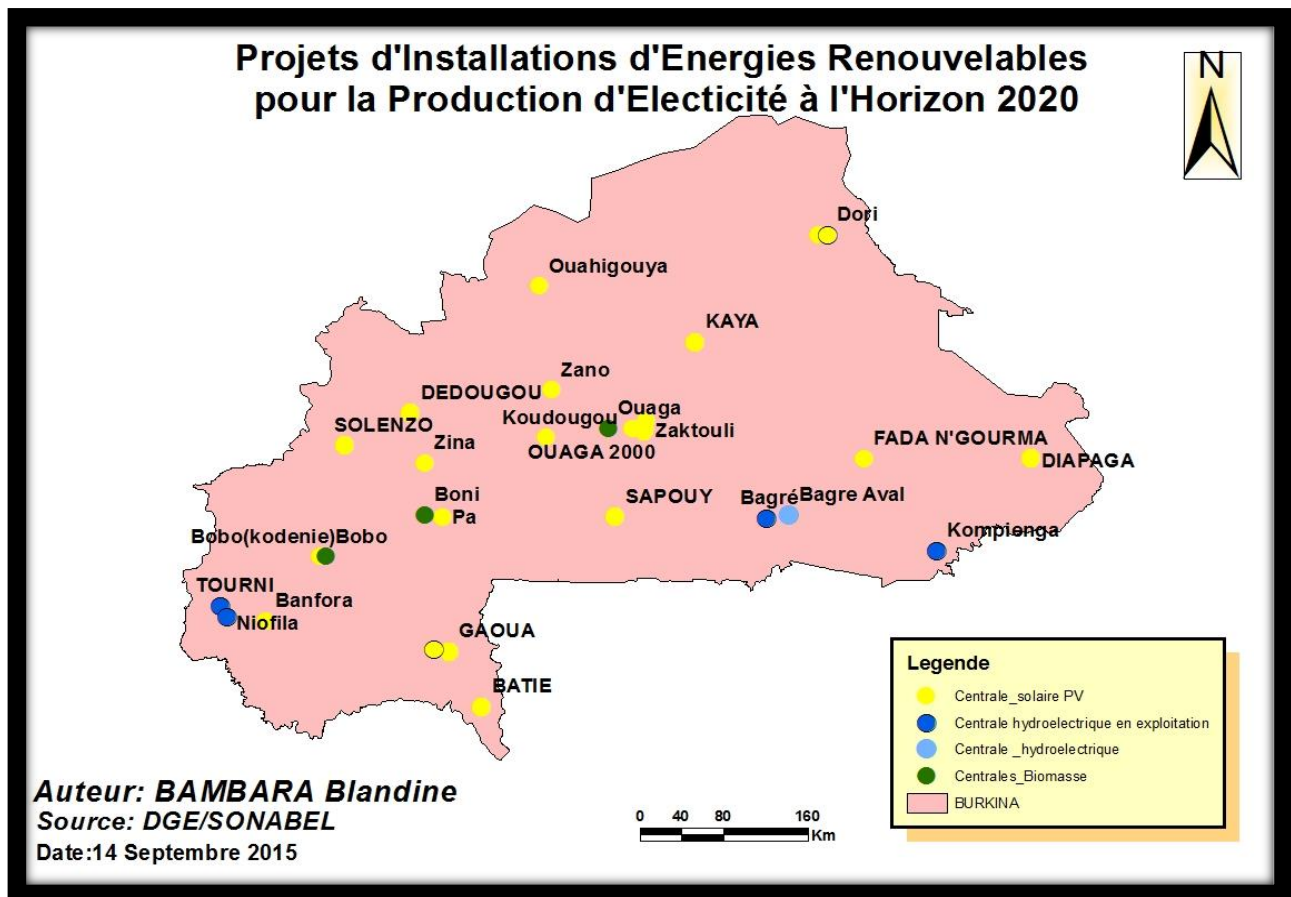 Projets d'Installations d'Energies Renouvelables
pour la Production d'Electicité à l'Horizon 2020
N
Dori
Ouahigouya
KAYA
Zano
DEDOUGOU
Koudougou
Ouaga
SOLENZO
Zaktouli
Zina
OUAGA 2000
FADA N'GOURMA
DIAPAGA
Boni
Pa
SAPOUY
Bagré
Bagre Aval
Bobo(kodenie)
Bobo
Kompienga
TOURNI
Banfora
Niofila
GAOUA
BATIE
Legende
Centrale_solaire PV
Centrale hydroelectrique en exploitation
Centrale _hydroelectrique
Centrales_Biomasse
BURKINA
Auteur: BAMBARA Blandine
Source: DGE/SONABEL
Date:14 Septembre 2015
0 40 80 160
Km